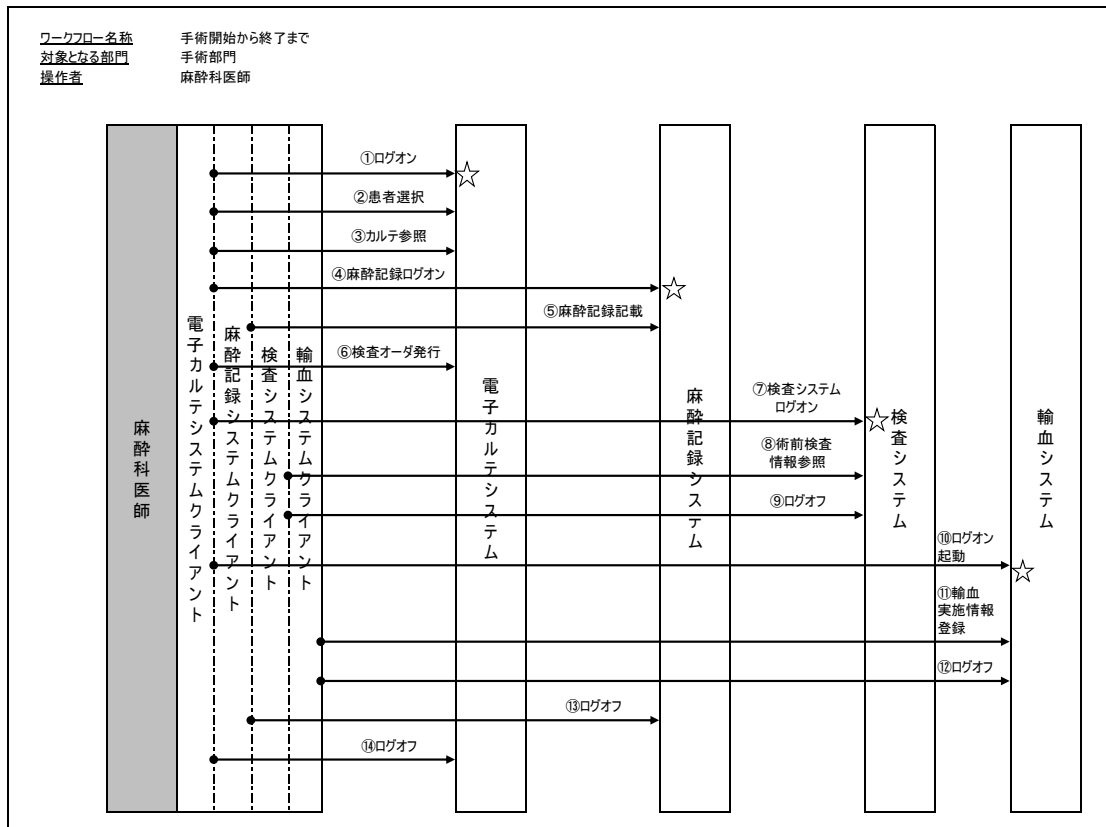 ワークフロー名称 手術開始から終了まで
対象となる部門 手術部門
操作者 麻酔科医師
①ログオン
②患者選択
③カルテ参照
④麻酔記録ログオン
⑤麻酔記録記載
⑥検査オーダ発行
⑦検査システム
ログオン
⑧術前検査
情報参照
⑨ログオフ
⑩ログオン
起動
⑪輸血
実施情報
登録
⑫ログオフ
⑬ログオフ
⑭ログオフ
麻酔科医師
電子カルテシステムクライアント
麻酔記録システムクライアント
検査システムクライアント
輸血システムクライアント
電子カルテシステム
麻酔記録システム
検査システム
輸血システム